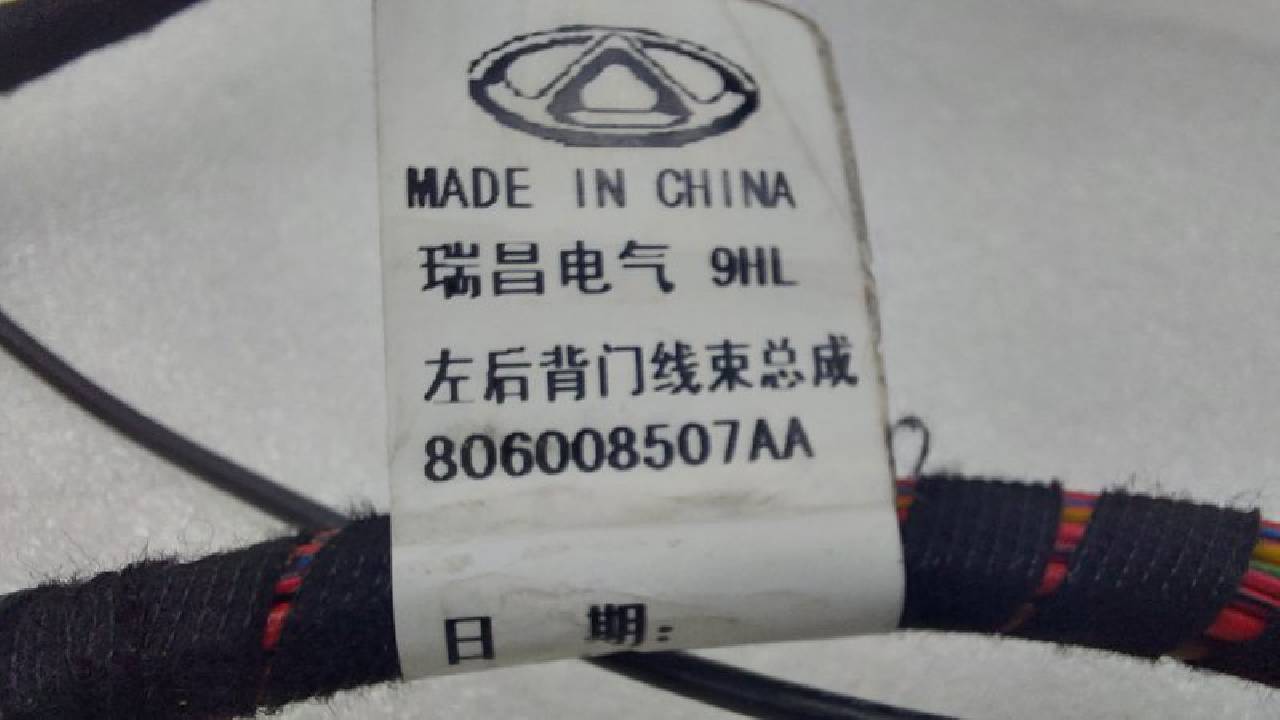 MADE IN CHINA
瑞昌电气 9HL
左后背门线束总成
806008507AA
日 期: